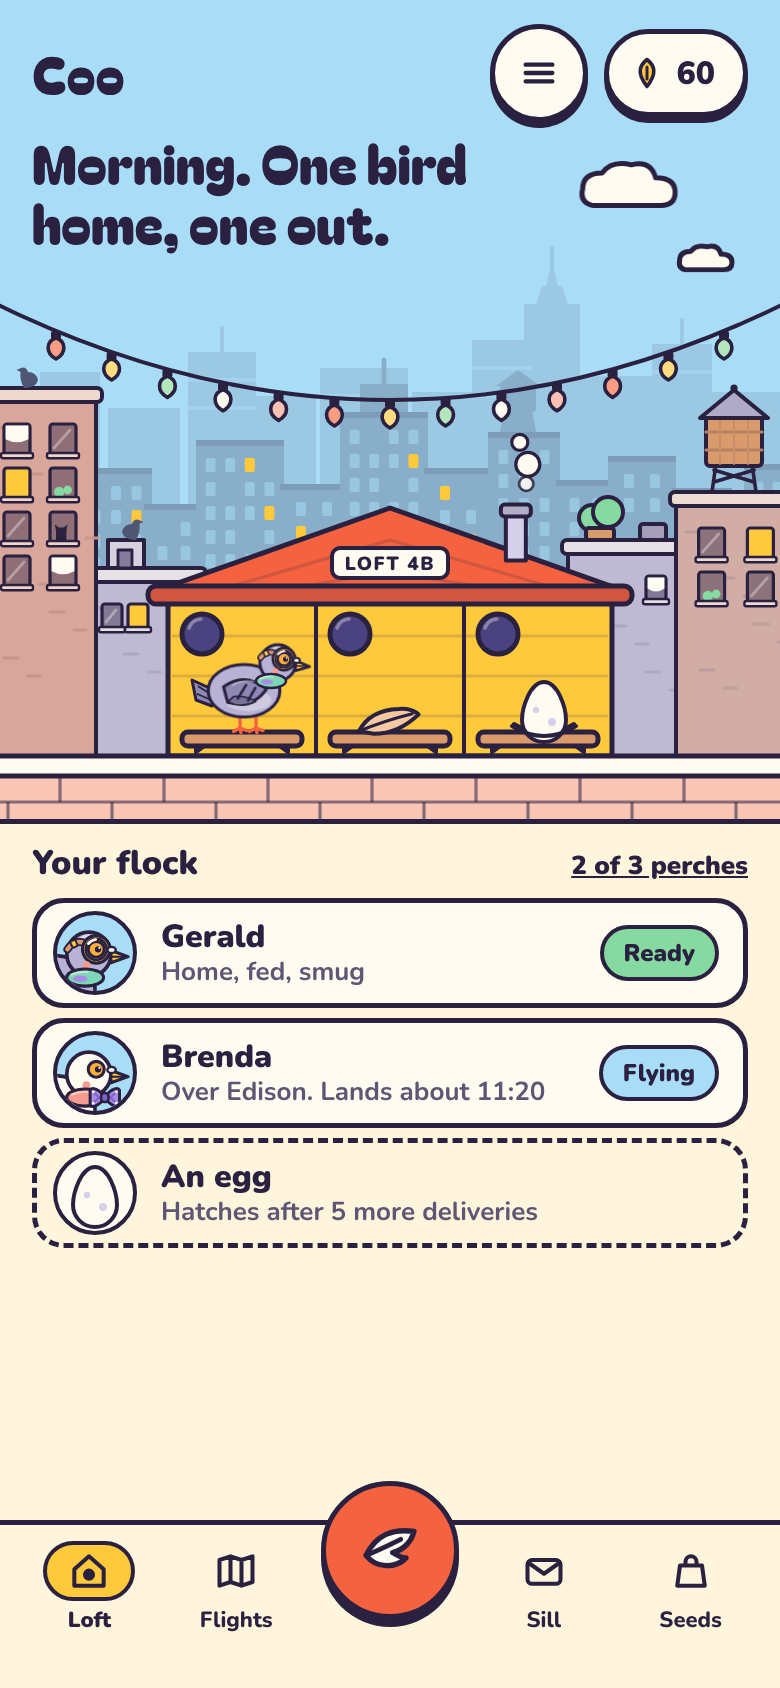 Coo
60
Morning. One bird
home, one out.
LOFT 4B
Your flock
2 of 3 perches
Gerald
Home, fed, smug
Ready
Brenda
Over Edison. Lands about 11:20
Flying
An egg
Hatches after 5 more deliveries
Loft
Flights
Sill
Seeds